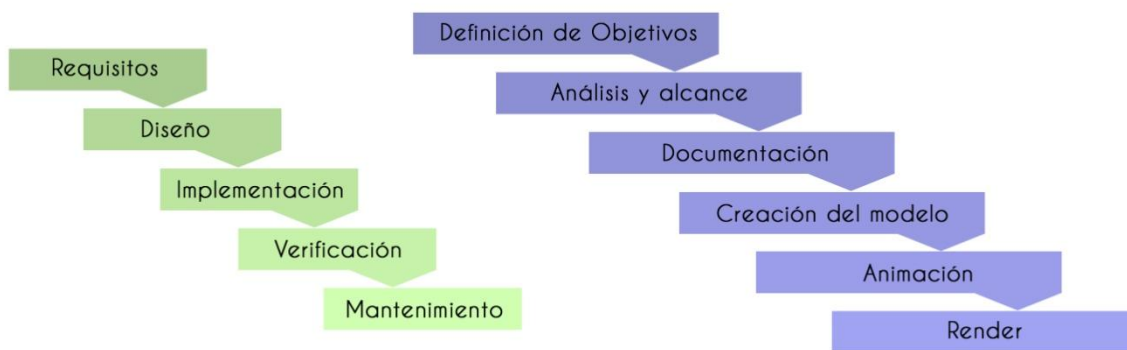 Requisitos
Diseño
Implementación
Verificación
Mantenimiento
Definición de Objetivos
Análisis y alcance
Documentación
Creación del modelo
Animación
Render